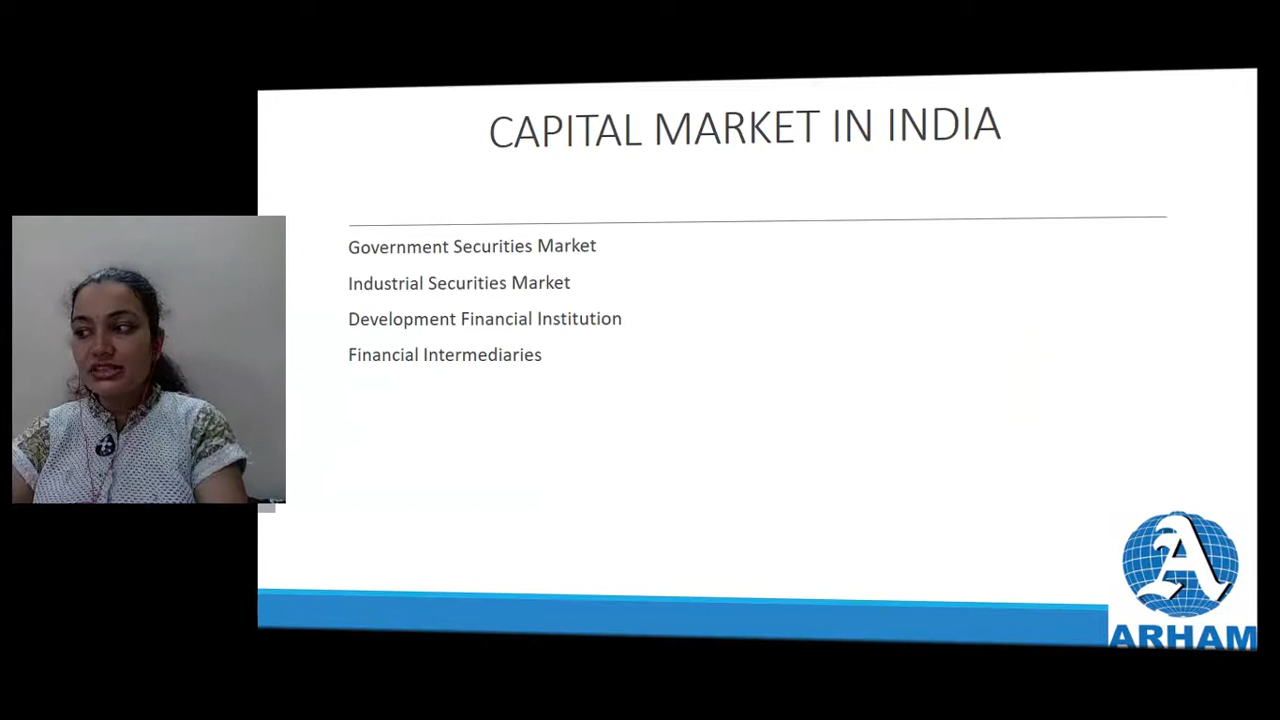 CAPITAL MARKET IN INDIA
Government Securities Market
Industrial Securities Market
Development Financial Institution
Financial Intermediaries
A
ARHAM